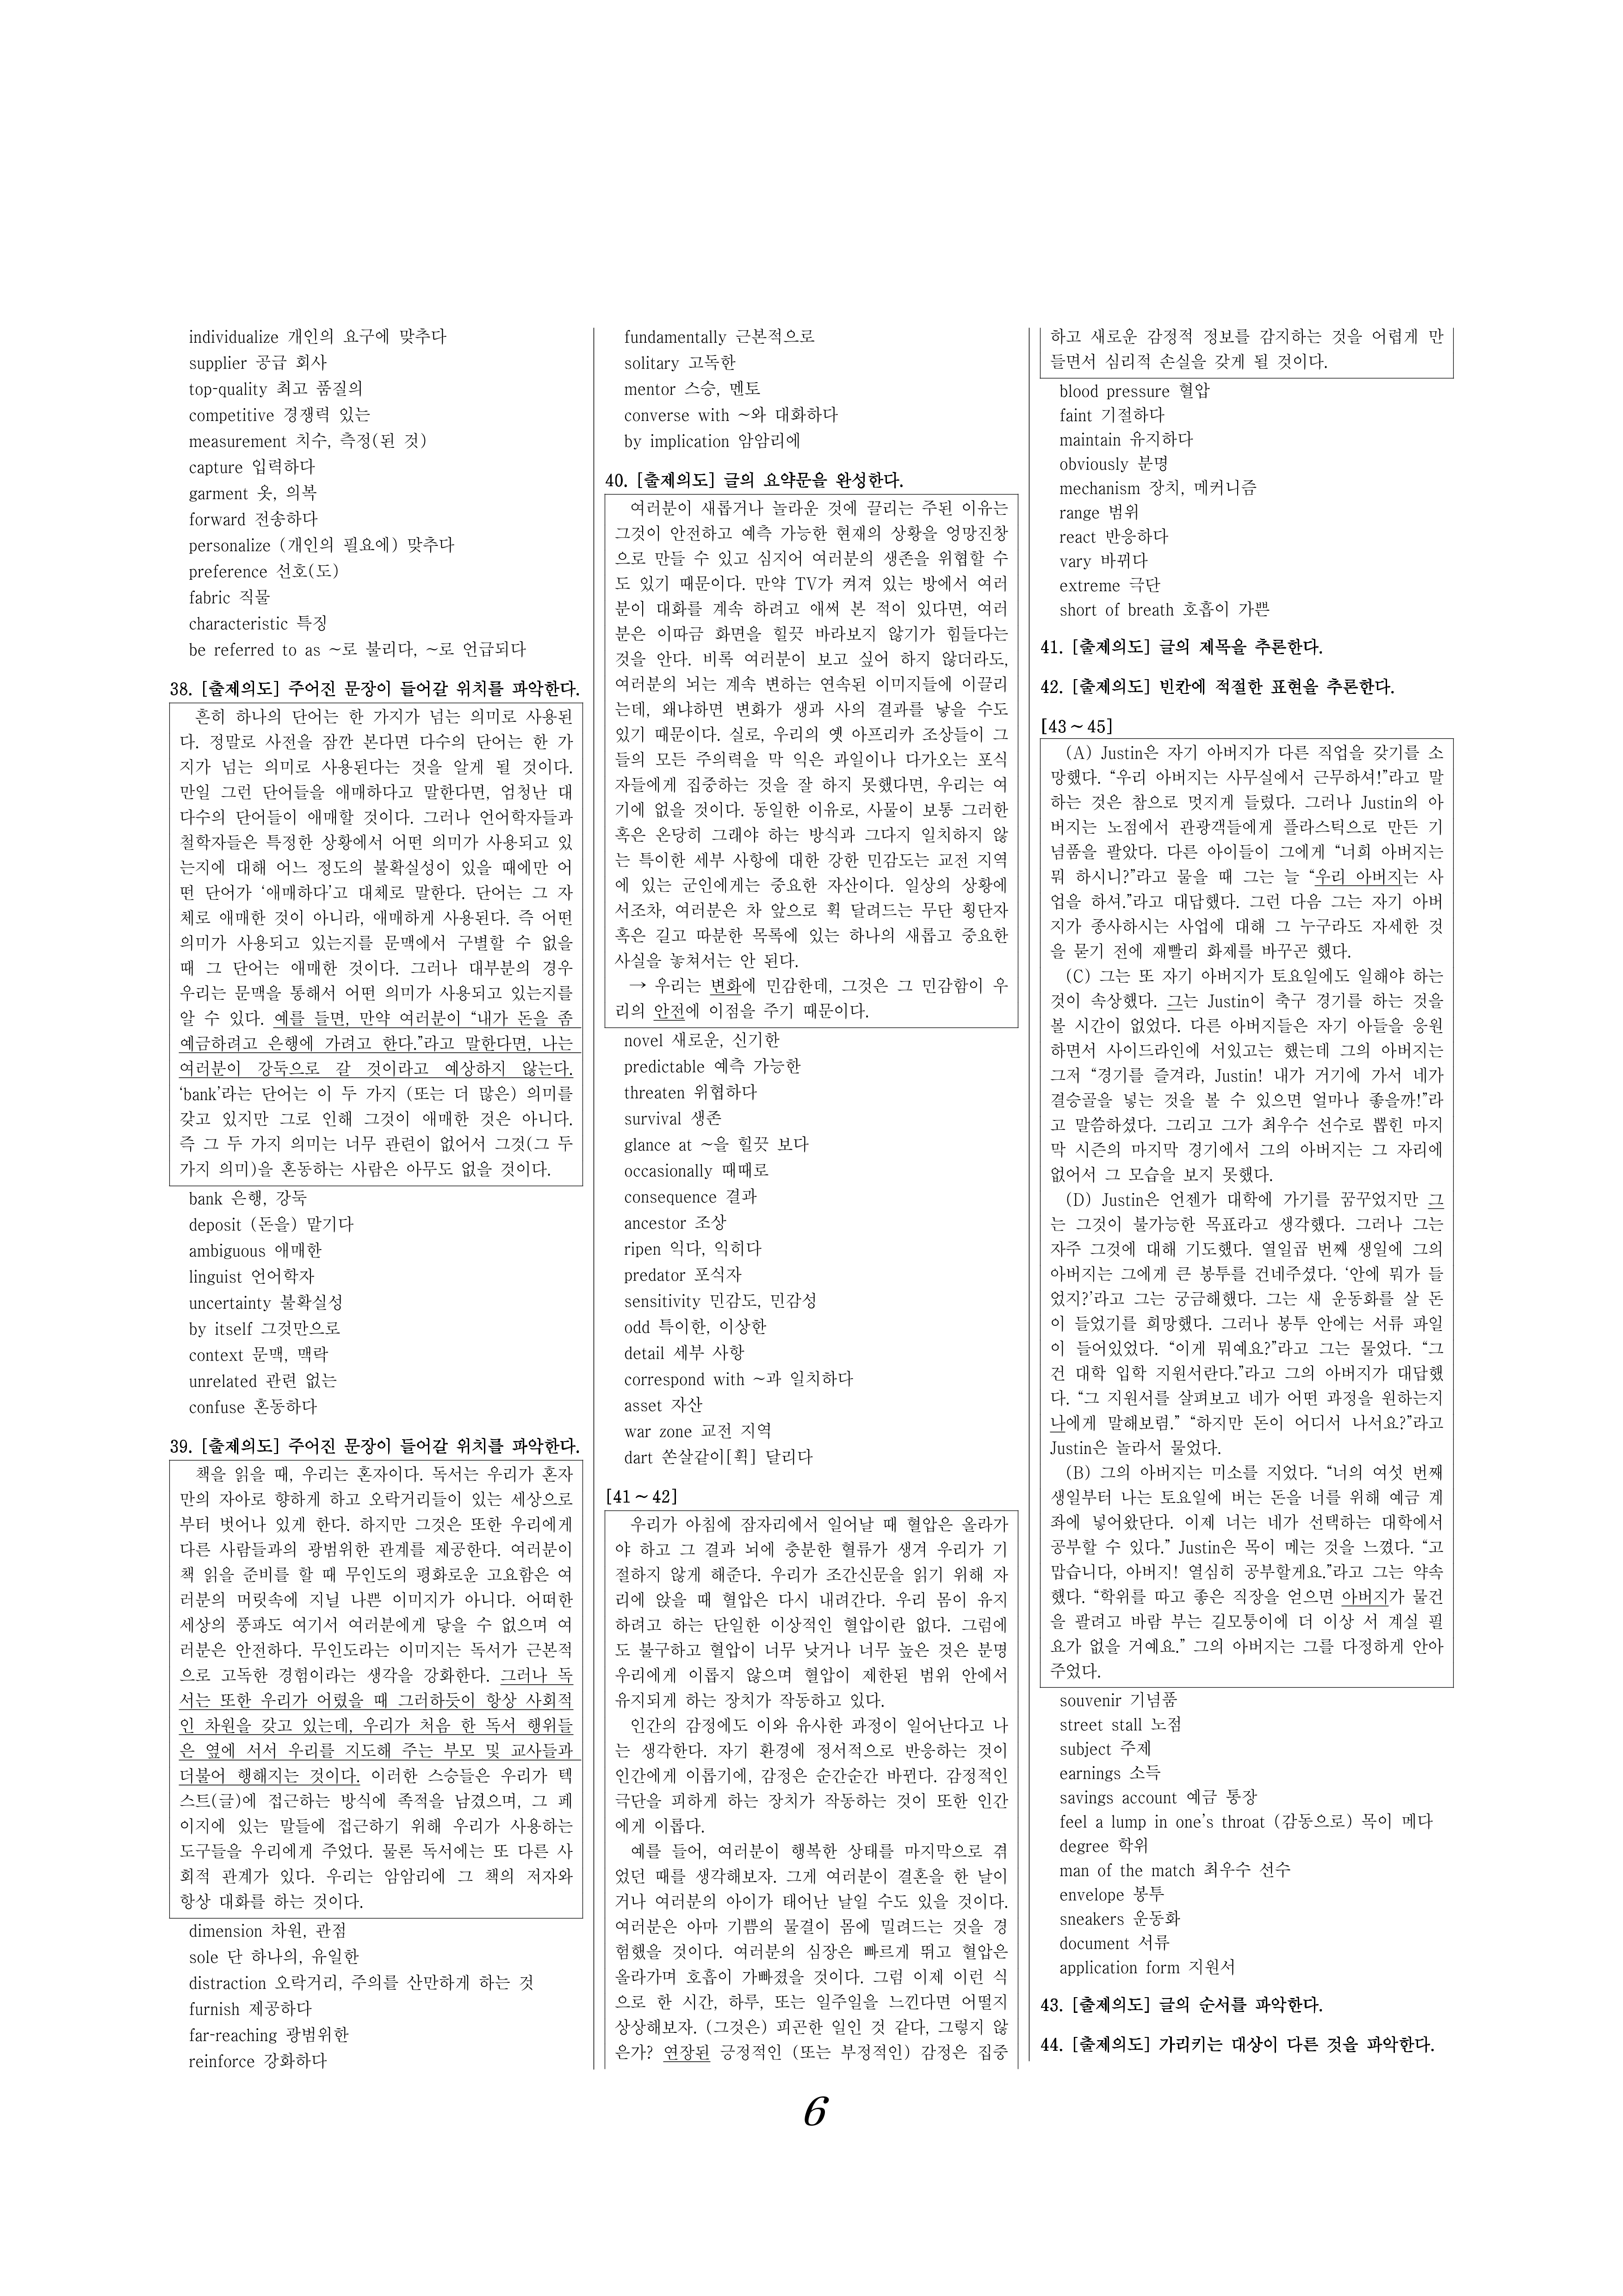 individualize 개인의 요구에 맞추다
supplier 공급 회사
top-quality 최고 품질의
competitive 경쟁력 있는
measurement 치수, 측정(된 것)
capture 입력하다
garment 옷, 의복
forward 전송하다
personalize (개인의 필요에) 맞추다
preference 선호(도)
fabric 직물
characteristic 특징
be referred to as ~로 불리다, ~로 언급되다
38. [출제의도] 주어진 문장이 들어갈 위치를 파악한다.
흔히 하나의 단어는 한 가지가 넘는 의미로 사용된
다. 정말로 사전을 잠깐 본다면 다수의 단어는 한 가
지가 넘는 의미로 사용된다는 것을 알게 될 것이다.
만일 그런 단어들을 애매하다고 말한다면, 엄청난 대
다수의 단어들이 애매할 것이다. 그러나 언어학자들과
철학자들은 특정한 상황에서 어떤 의미가 사용되고 있
는지에 대해 어느 정도의 불확실성이 있을 때에만 어
떤 단어가 ‘애매하다’고 대체로 말한다. 단어는 그 자
체로 애매한 것이 아니라, 애매하게 사용된다. 즉 어떤
의미가 사용되고 있는지를 문맥에서 구별할 수 없을
때 그 단어는 애매한 것이다. 그러나 대부분의 경우
우리는 문맥을 통해서 어떤 의미가 사용되고 있는지를
알 수 있다. 예를 들면, 만약 여러분이 “내가 돈을 좀
예금하려고 은행에 가려고 한다.”라고 말한다면, 나는
여러분이 강둑으로 갈 것이라고 예상하지 않는다.
‘bank’라는 단어는 이 두 가지 (또는 더 많은) 의미를
갖고 있지만 그로 인해 그것이 애매한 것은 아니다.
즉 그 두 가지 의미는 너무 관련이 없어서 그것(그 두
가지 의미)을 혼동하는 사람은 아무도 없을 것이다.
bank 은행, 강둑
deposit (돈을) 맡기다
ambiguous 애매한
linguist 언어학자
uncertainty 불확실성
by itself 그것만으로
context 문맥, 맥락
unrelated 관련 없는
confuse 혼동하다
39. [출제의도] 주어진 문장이 들어갈 위치를 파악한다.
책을 읽을 때, 우리는 혼자이다. 독서는 우리가 혼자
만의 자아로 향하게 하고 오락거리들이 있는 세상으로
부터 벗어나 있게 한다. 하지만 그것은 또한 우리에게
다른 사람들과의 광범위한 관계를 제공한다. 여러분이
책 읽을 준비를 할 때 무인도의 평화로운 고요함은 여
러분의 머릿속에 지닐 나쁜 이미지가 아니다. 어떠한
세상의 풍파도 여기서 여러분에게 닿을 수 없으며 여
러분은 안전하다. 무인도라는 이미지는 독서가 근본적
으로 고독한 경험이라는 생각을 강화한다. 그러나 독
서는 또한 우리가 어렸을 때 그러하듯이 항상 사회적
인 차원을 갖고 있는데, 우리가 처음 한 독서 행위들
은 옆에 서서 우리를 지도해 주는 부모 및 교사들과
더불어 행해지는 것이다. 이러한 스승들은 우리가 텍
스트(글)에 접근하는 방식에 족적을 남겼으며, 그 페
이지에 있는 말들에 접근하기 위해 우리가 사용하는
도구들을 우리에게 주었다. 물론 독서에는 또 다른 사
회적 관계가 있다. 우리는 암암리에 그 책의 저자와
항상 대화를 하는 것이다.
dimension 차원, 관점
sole 단 하나의, 유일한
distraction 오락거리, 주의를 산만하게 하는 것
furnish 제공하다
far-reaching 광범위한
reinforce 강화하다
fundamentally 근본적으로
solitary 고독한
mentor 스승, 멘토
converse with ~와 대화하다
by implication 암암리에
40. [출제의도] 글의 요약문을 완성한다.
여러분이 새롭거나 놀라운 것에 끌리는 주된 이유는
그것이 안전하고 예측 가능한 현재의 상황을 엉망진창
으로 만들 수 있고 심지어 여러분의 생존을 위협할 수
도 있기 때문이다. 만약 TV가 켜져 있는 방에서 여러
분이 대화를 계속 하려고 애써 본 적이 있다면, 여러
분은 이따금 화면을 힐끗 바라보지 않기가 힘들다는
것을 안다. 비록 여러분이 보고 싶어 하지 않더라도,
여러분의 뇌는 계속 변하는 연속된 이미지들에 이끌리
는데, 왜냐하면 변화가 생과 사의 결과를 낳을 수도
있기 때문이다. 실로, 우리의 옛 아프리카 조상들이 그
들의 모든 주의력을 막 익은 과일이나 다가오는 포식
자들에게 집중하는 것을 잘 하지 못했다면, 우리는 여
기에 없을 것이다. 동일한 이유로, 사물이 보통 그러한
혹은 온당히 그래야 하는 방식과 그다지 일치하지 않
는 특이한 세부 사항에 대한 강한 민감도는 교전 지역
에 있는 군인에게는 중요한 자산이다. 일상의 상황에
서조차, 여러분은 차 앞으로 획 달려드는 무단 횡단자
혹은 길고 따분한 목록에 있는 하나의 새롭고 중요한
사실을 놓쳐서는 안 된다.
→ 우리는 변화에 민감한데, 그것은 그 민감함이 우
리의 안전에 이점을 주기 때문이다.
novel 새로운, 신기한
predictable 예측 가능한
threaten 위협하다
survival 생존
glance at ~을 힐끗 보다
occasionally 때때로
consequence 결과
ancestor 조상
ripen 익다, 익히다
predator 포식자
sensitivity 민감도, 민감성
odd 특이한, 이상한
detail 세부 사항
correspond with ~과 일치하다
asset 자산
war zone 교전 지역
dart 쏜살같이[획] 달리다
[41~42]
우리가 아침에 잠자리에서 일어날 때 혈압은 올라가
야 하고 그 결과 뇌에 충분한 혈류가 생겨 우리가 기
절하지 않게 해준다. 우리가 조간신문을 읽기 위해 자
리에 앉을 때 혈압은 다시 내려간다. 우리 몸이 유지
하려고 하는 단일한 이상적인 혈압이란 없다. 그럼에
도 불구하고 혈압이 너무 낮거나 너무 높은 것은 분명
우리에게 이롭지 않으며 혈압이 제한된 범위 안에서
유지되게 하는 장치가 작동하고 있다.
인간의 감정에도 이와 유사한 과정이 일어난다고 나
는 생각한다. 자기 환경에 정서적으로 반응하는 것이
인간에게 이롭기에, 감정은 순간순간 바뀐다. 감정적인
극단을 피하게 하는 장치가 작동하는 것이 또한 인간
에게 이롭다.
예를 들어, 여러분이 행복한 상태를 마지막으로 겪
었던 때를 생각해보자. 그게 여러분이 결혼을 한 날이
거나 여러분의 아이가 태어난 날일 수도 있을 것이다.
여러분은 아마 기쁨의 물결이 몸에 밀려드는 것을 경
험했을 것이다. 여러분의 심장은 빠르게 뛰고 혈압은
올라가며 호흡이 가빠졌을 것이다. 그럼 이제 이런 식
으로 한 시간, 하루, 또는 일주일을 느낀다면 어떨지
상상해보자. (그것은) 피곤한 일인 것 같다, 그렇지 않
은가? 연장된 긍정적인 (또는 부정적인) 감정은 집중
하고 새로운 감정적 정보를 감지하는 것을 어렵게 만
들면서 심리적 손실을 갖게 될 것이다.
blood pressure 혈압
faint 기절하다
maintain 유지하다
obviously 분명
mechanism 장치, 메커니즘
range 범위
react 반응하다
vary 바뀌다
extreme 극단
short of breath 호흡이 가쁜
41. [출제의도] 글의 제목을 추론한다.
42. [출제의도] 빈칸에 적절한 표현을 추론한다.
[43~45]
(A) Justin은 자기 아버지가 다른 직업을 갖기를 소
망했다. “우리 아버지는 사무실에서 근무하셔!”라고 말
하는 것은 참으로 멋지게 들렸다. 그러나 Justin의 아
버지는 노점에서 관광객들에게 플라스틱으로 만든 기
념품을 팔았다. 다른 아이들이 그에게 “너희 아버지는
뭐 하시니?”라고 물을 때 그는 늘 “우리 아버지는 사
업을 하셔.”라고 대답했다. 그런 다음 그는 자기 아버
지가 종사하시는 사업에 대해 그 누구라도 자세한 것
을 묻기 전에 재빨리 화제를 바꾸곤 했다.
(C) 그는 또 자기 아버지가 토요일에도 일해야 하는
것이 속상했다. 그는 Justin이 축구 경기를 하는 것을
볼 시간이 없었다. 다른 아버지들은 자기 아들을 응원
하면서 사이드라인에 서있고는 했는데 그의 아버지는
그저 “경기를 즐겨라, Justin! 내가 거기에 가서 네가
결승골을 넣는 것을 볼 수 있으면 얼마나 좋을까!”라
고 말씀하셨다. 그리고 그가 최우수 선수로 뽑힌 마지
막 시즌의 마지막 경기에서 그의 아버지는 그 자리에
없어서 그 모습을 보지 못했다.
(D) Justin은 언젠가 대학에 가기를 꿈꾸었지만 그
는 그것이 불가능한 목표라고 생각했다. 그러나 그는
자주 그것에 대해 기도했다. 열일곱 번째 생일에 그의
아버지는 그에게 큰 봉투를 건네주셨다. ‘안에 뭐가 들
었지?’라고 그는 궁금해했다. 그는 새 운동화를 살 돈
이 들었기를 희망했다. 그러나 봉투 안에는 서류 파일
이 들어있었다. “이게 뭐예요?”라고 그는 물었다. “그
건 대학 입학 지원서란다.”라고 그의 아버지가 대답했
다. “그 지원서를 살펴보고 네가 어떤 과정을 원하는지
나에게 말해보렴.” “하지만 돈이 어디서 나서요?”라고
Justin은 놀라서 물었다.
(B) 그의 아버지는 미소를 지었다. “너의 여섯 번째
생일부터 나는 토요일에 버는 돈을 너를 위해 예금 계
좌에 넣어왔단다. 이제 너는 네가 선택하는 대학에서
공부할 수 있다.” Justin은 목이 메는 것을 느꼈다. “고
맙습니다, 아버지! 열심히 공부할게요.”라고 그는 약속
했다. “학위를 따고 좋은 직장을 얻으면 아버지가 물건
을 팔려고 바람 부는 길모퉁이에 더 이상 서 계실 필
요가 없을 거예요.” 그의 아버지는 그를 다정하게 안아
주었다.
souvenir 기념품
street stall 노점
subject 주제
earnings 소득
savings account 예금 통장
feel a lump in one’s throat (감동으로) 목이 메다
degree 학위
man of the match 최우수 선수
envelope 봉투
sneakers 운동화
document 서류
application form 지원서
43. [출제의도] 글의 순서를 파악한다.
44. [출제의도] 가리키는 대상이 다른 것을 파악한다.
6